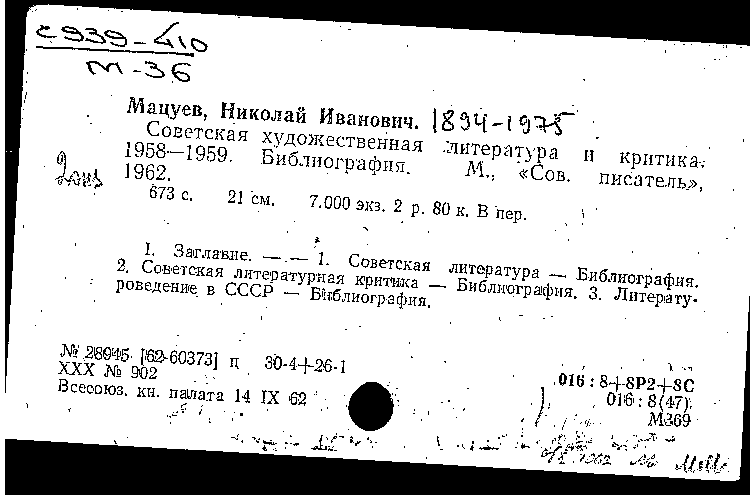 с939-410
М-36
Мацуев, Николай Иванович. 1894-1975
Советская художественная литература и критика.
1958—1959. Библиография. М., «Сов. писатель»,
1962.
673 с. 21 см. 7.000 экз. 2 р. 80 к. В пер.
I. Заглавие. — — 1. Советская литература — Библиография.
2. Советская литературная критика — Библиография. 3. Литерату-
роведение в СССР — Библиография.
№ 28945 [62-60373] п 30-4+26-1
XXX № 902
Всесоюз. кн. палата 14 IX 62
016 : 8+8Р2+8С
016 : 8(47)
М369